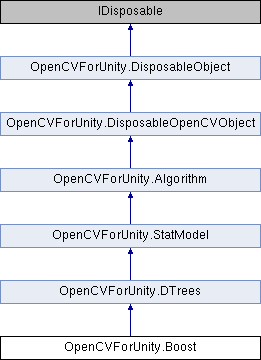 IDisposable
OpenCVForUnity.DisposableObject
OpenCVForUnity.DisposableOpenCVObject
OpenCVForUnity.Algorithm
OpenCVForUnity.StatModel
OpenCVForUnity.DTrees
OpenCVForUnity.Boost